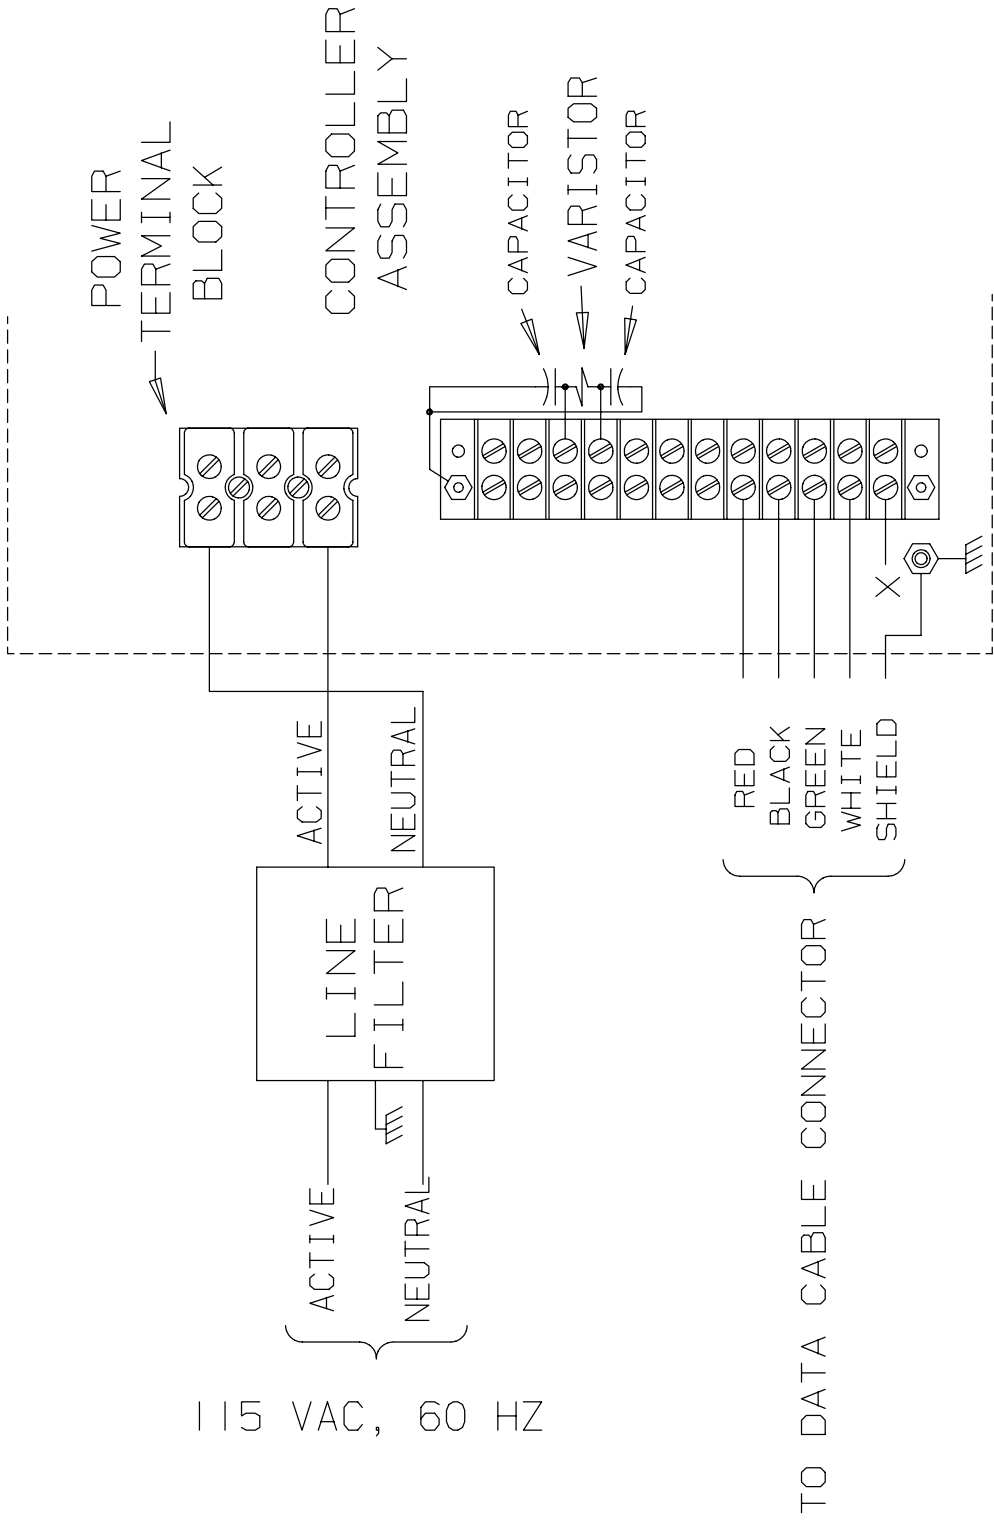 POWER
TERMINAL
BLOCK
CONTROLLER
ASSEMBLY
CAPACITOR
VARISTOR
CAPACITOR
X
ACTIVE
NEUTRAL
RED
BLACK
GREEN
WHITE
SHIELD
LINE
FILTER
ACTIVE
NEUTRAL
115 VAC, 60 HZ
TO DATA CABLE CONNECTOR